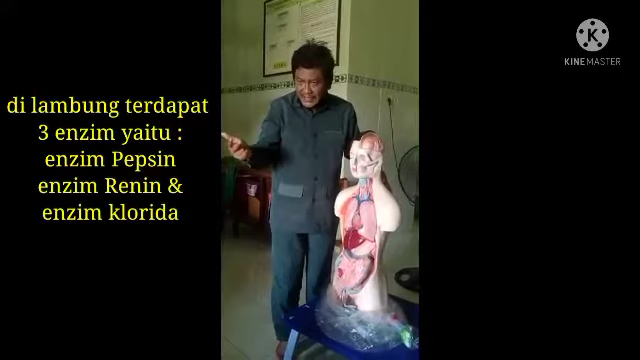 di lambung terdapat
3 enzim yaitu :
enzim Pepsin
enzim Renin &
enzim klorida
K
KINEMASTER